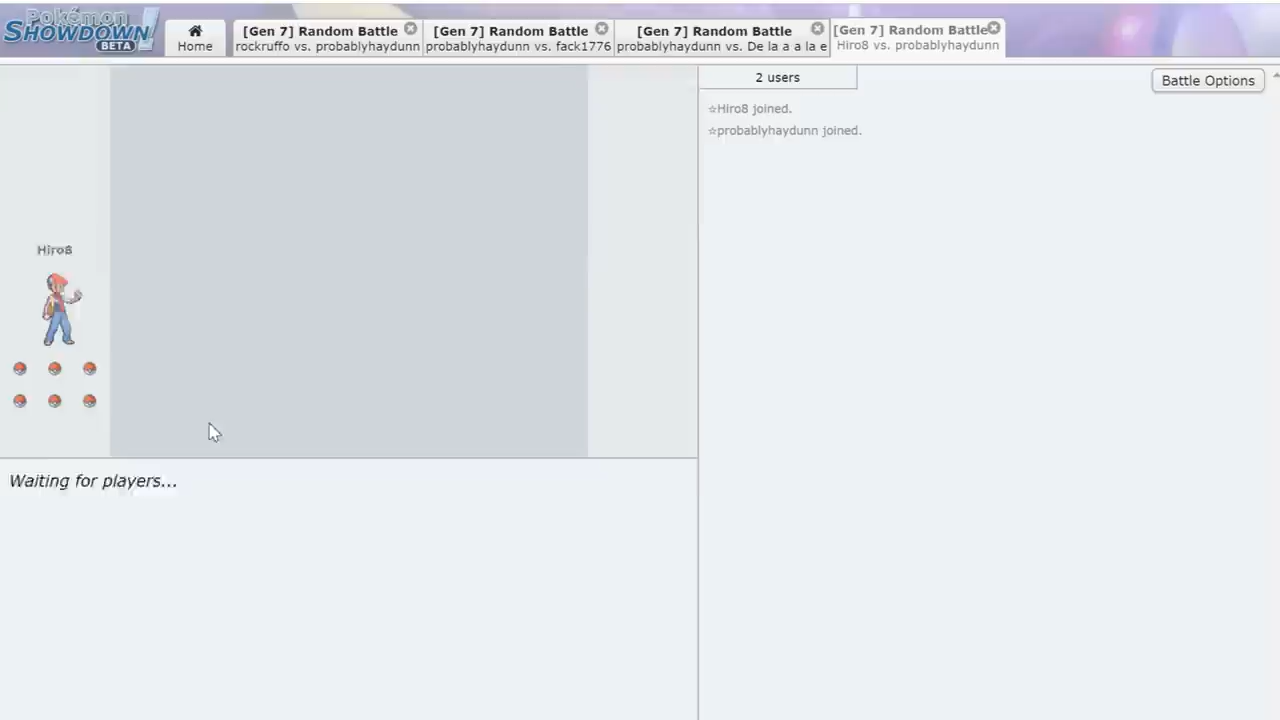 Pokémon
SHOWDOWN!
BETA
Home
[Gen 7] Random Battle
rockruffo vs. probablyhaydunn
[Gen 7] Random Battle
probablyhaydunn vs. fack1776
[Gen 7] Random Battle
probablyhaydunn vs. De la a a la e
[Gen 7] Random Battle
Hiro8 vs. probablyhaydunn
2 users
Battle Options
☆Hiro8 joined.
☆probablyhaydunn joined.
Hiro8
Waiting for players...